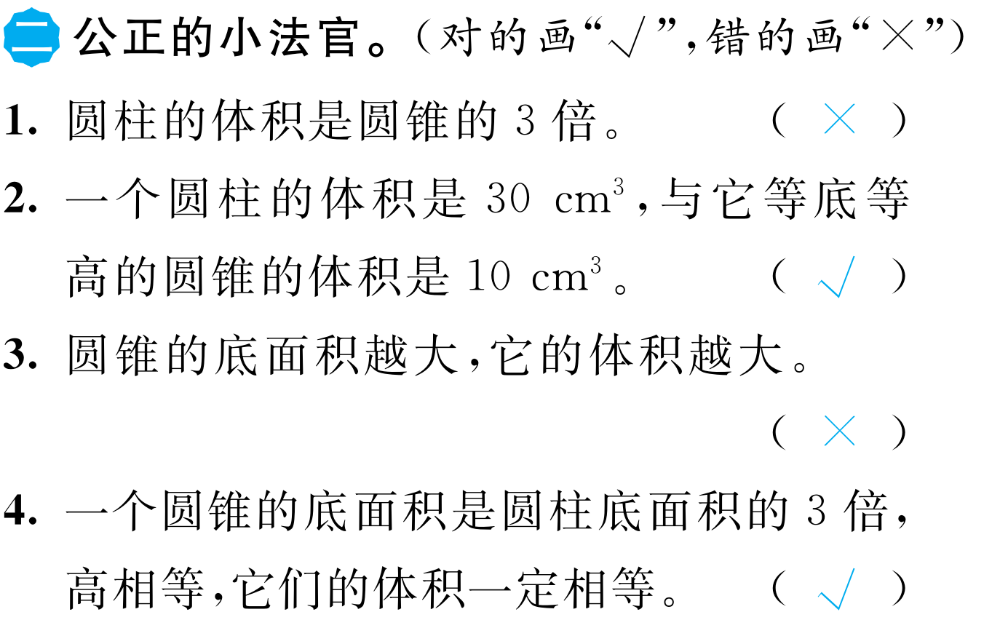 二 公正的小法官。(对的画“√”,错的画“×”)
1. 圆柱的体积是圆锥的 3 倍。 ( × )
2. 一个圆柱的体积是 30 cm³,与它等底等
高的圆锥的体积是 10 cm³。 ( √ )
3. 圆锥的底面积越大,它的体积越大。
( × )
4. 一个圆锥的底面积是圆柱底面积的 3 倍,
高相等,它们的体积一定相等。 ( √ )